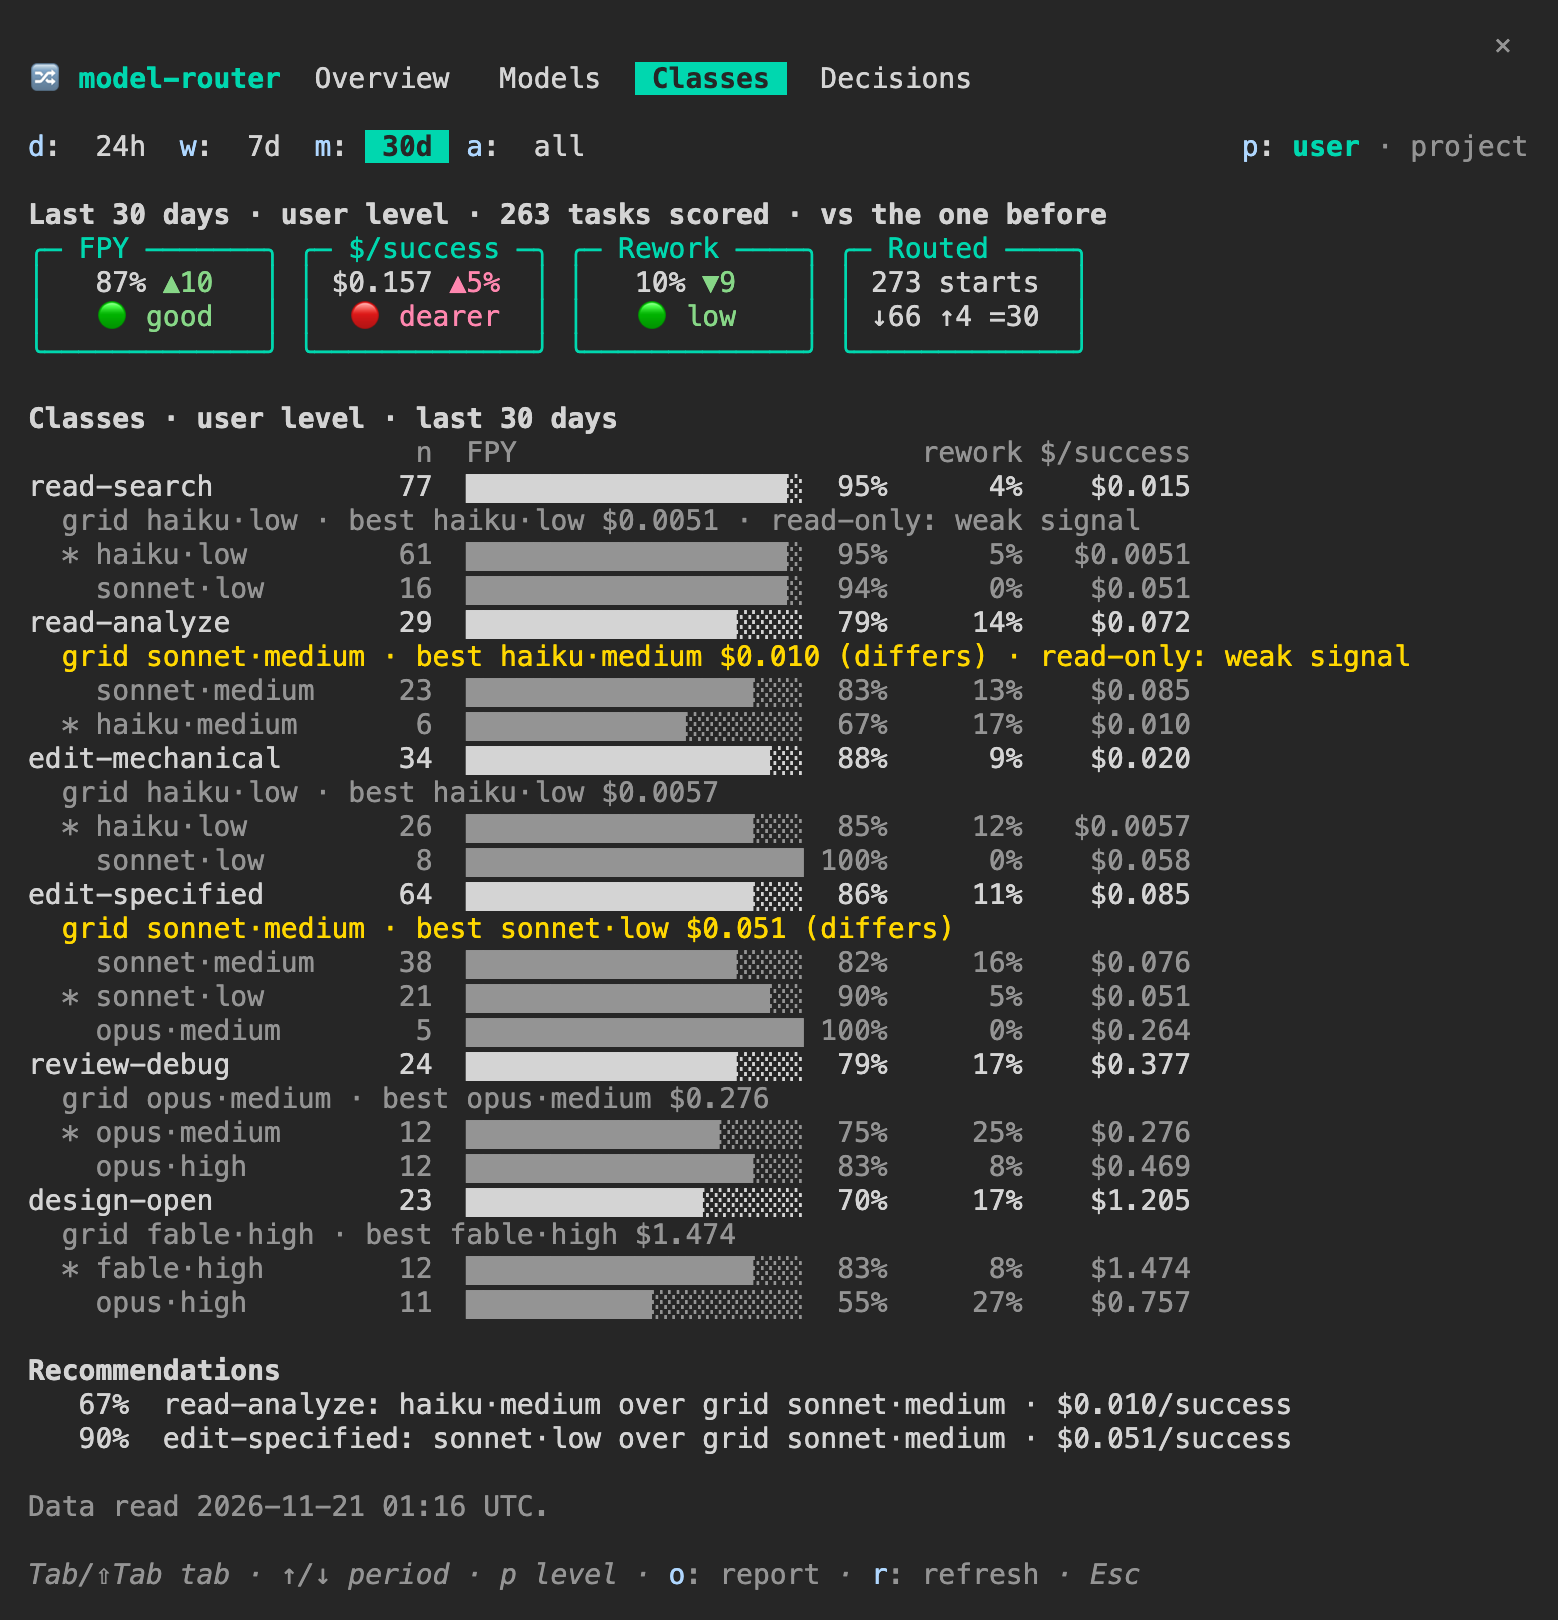 ×
🔀 model-router Overview Models Classes Decisions
d: 24h w: 7d m: 30d a: all p: user · project
Last 30 days · user level · 263 tasks scored · vs the one before
FPY $/success Rework Routed
87% ▲10 $0.157 ▲5% 10% ▼9 273 starts
good dearer low ↓66 ↑4 =30
Classes · user level · last 30 days
n FPY rework $/success
read-search 77 95% 4% $0.015
grid haiku·low · best haiku·low $0.0051 · read-only: weak signal
* haiku·low 61 95% 5% $0.0051
sonnet·low 16 94% 0% $0.051
read-analyze 29 79% 14% $0.072
grid sonnet·medium · best haiku·medium $0.010 (differs) · read-only: weak signal
sonnet·medium 23 83% 13% $0.085
* haiku·medium 6 67% 17% $0.010
edit-mechanical 34 88% 9% $0.020
grid haiku·low · best haiku·low $0.0057
* haiku·low 26 85% 12% $0.0057
sonnet·low 8 100% 0% $0.058
edit-specified 64 86% 11% $0.085
grid sonnet·medium · best sonnet·low $0.051 (differs)
sonnet·medium 38 82% 16% $0.076
* sonnet·low 21 90% 5% $0.051
opus·medium 5 100% 0% $0.264
review-debug 24 79% 17% $0.377
grid opus·medium · best opus·medium $0.276
* opus·medium 12 75% 25% $0.276
opus·high 12 83% 8% $0.469
design-open 23 70% 17% $1.205
grid fable·high · best fable·high $1.474
* fable·high 12 83% 8% $1.474
opus·high 11 55% 27% $0.757
Recommendations
67% read-analyze: haiku·medium over grid sonnet·medium · $0.010/success
90% edit-specified: sonnet·low over grid sonnet·medium · $0.051/success
Data read 2026-11-21 01:16 UTC.
Tab/⇧Tab tab · ↑/↓ period · p level · o: report · r: refresh · Esc